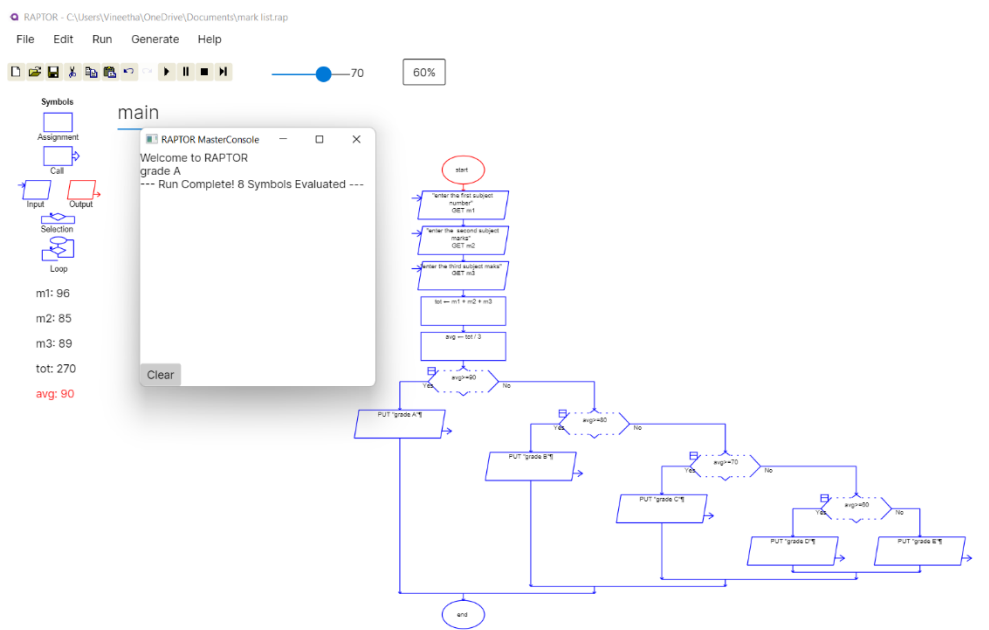 RAPTOR - C:\Users\Vineetha\OneDrive\Documents\mark list.rap
File Edit Run Generate Help
70
60%
Symbols
Assignment
Call
Input Output
Selection
Loop
m1: 96
m2: 85
m3: 89
tot: 270
avg: 90
main
RAPTOR MasterConsole
Welcome to RAPTOR
grade A
--- Run Complete! 8 Symbols Evaluated ---
Clear
start
"enter the first subject
number"
GET m1
"enter the second subject
marks"
GET m2
"enter the third subject maks"
GET m3
tot ← m1 + m2 + m3
avg ← tot / 3
avg>=90
Yes No
PUT "grade A"¶
avg>=80
Yes No
PUT "grade B"¶
avg>=70
Yes No
PUT "grade C"¶
avg>=60
Yes No
PUT "grade D"¶
PUT "grade E"¶
end